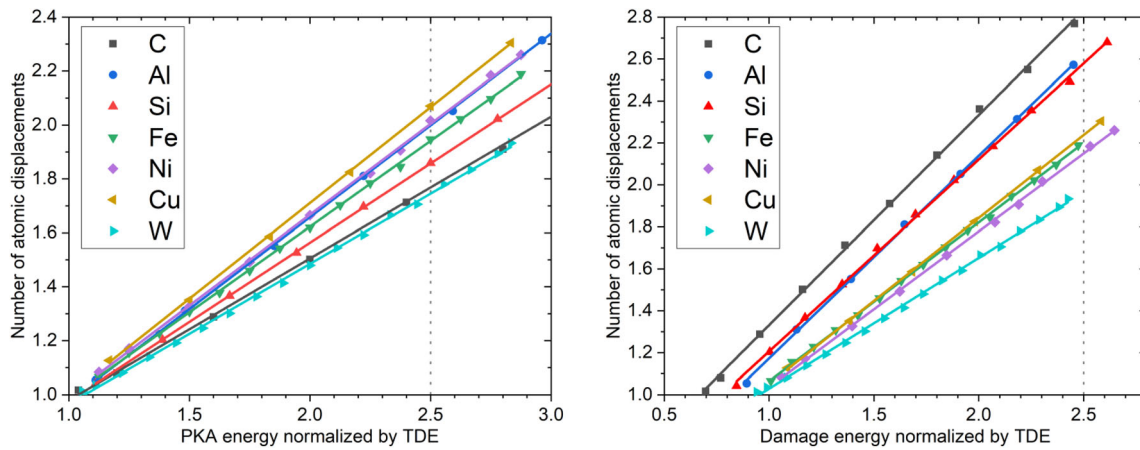 2.4
2.2
2.0
1.8
1.6
1.4
1.2
1.0
Number of atomic displacements
C
Al
Si
Fe
Ni
Cu
W
1.0 1.5 2.0 2.5 3.0
PKA energy normalized by TDE
2.8
2.6
2.4
2.2
2.0
1.8
1.6
1.4
1.2
1.0
Number of atomic displacements
C
Al
Si
Fe
Ni
Cu
W
0.5 1.0 1.5 2.0 2.5
Damage energy normalized by TDE